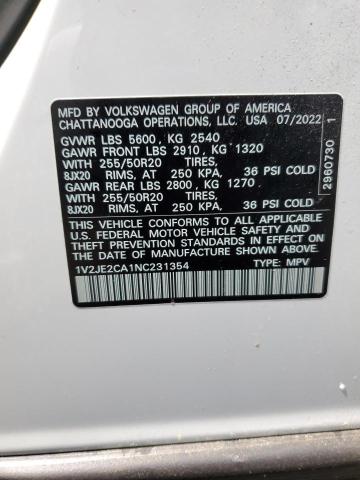 MFD BY VOLKSWAGEN GROUP OF AMERICA
CHATTANOOGA OPERATIONS, LLC. USA 07/2022
GVWR LBS 5600, KG 2540
GAWR FRONT LBS 2910, KG 1320
WITH 255/50R20 TIRES,
8JX20 RIMS, AT 250 KPA, 36 PSI COLD
GAWR REAR LBS 2800, KG 1270
WITH 255/50R20 TIRES,
8JX20 RIMS, AT 250 KPA, 36 PSI COLD
THIS VEHICLE CONFORMS TO ALL APPLICABLE
U.S. FEDERAL MOTOR VEHICLE SAFETY AND
THEFT PREVENTION STANDARDS IN EFFECT ON
THE DATE OF MANUFACTURE SHOWN ABOVE
1V2JE2CA1NC231354 TYPE: MPV
2960730 1